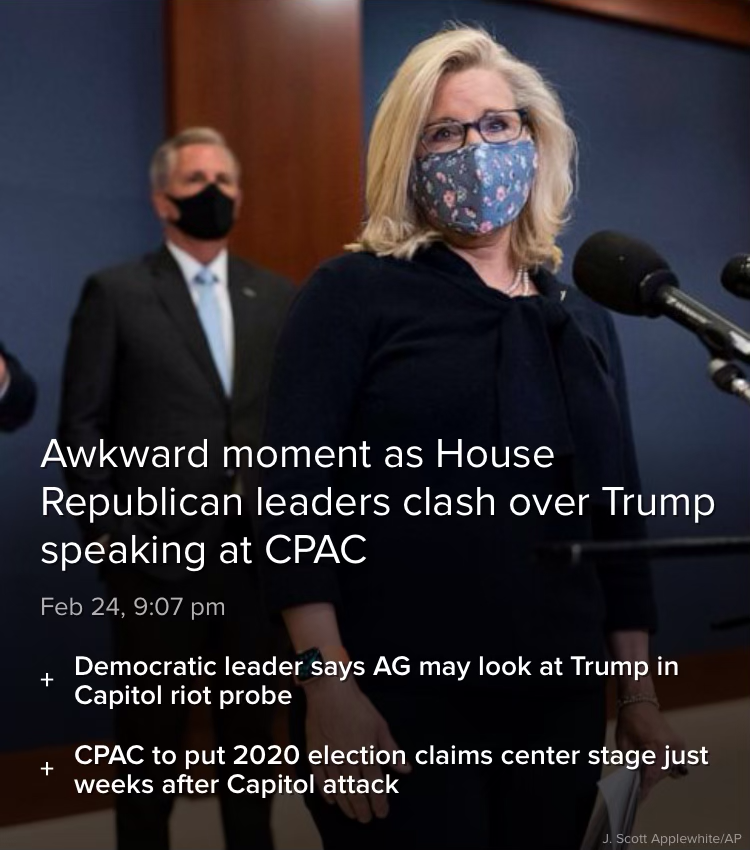 Awkward moment as House
Republican leaders clash over Trump
speaking at CPAC
Feb 24, 9:07 pm
+ Democratic leader says AG may look at Trump in
Capitol riot probe
+ CPAC to put 2020 election claims center stage just
weeks after Capitol attack
J. Scott Applewhite/AP